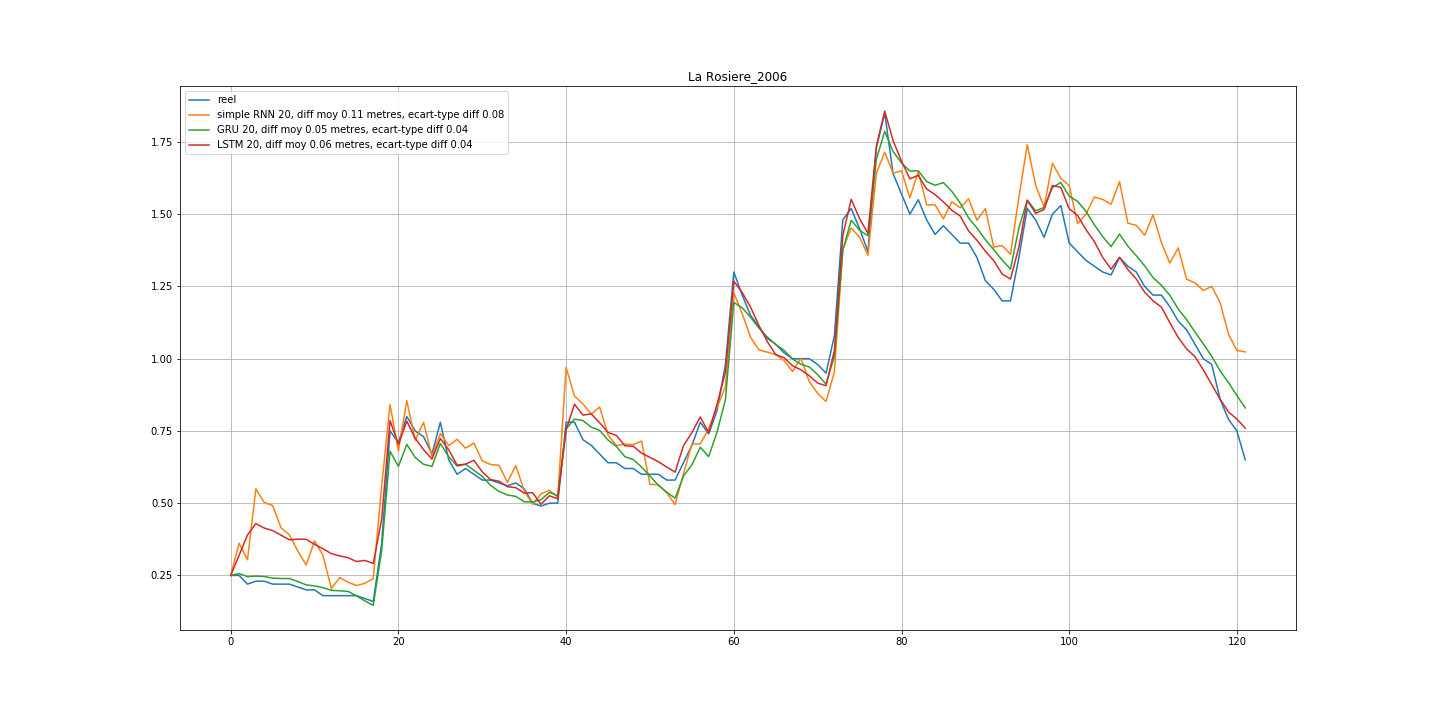 La Rosiere_2006
reel
simple RNN 20, diff moy 0.11 metres, ecart-type diff 0.08
GRU 20, diff moy 0.05 metres, ecart-type diff 0.04
LSTM 20, diff moy 0.06 metres, ecart-type diff 0.04
1.75
1.50
1.25
1.00
0.75
0.50
0.25
0 20 40 60 80 100 120